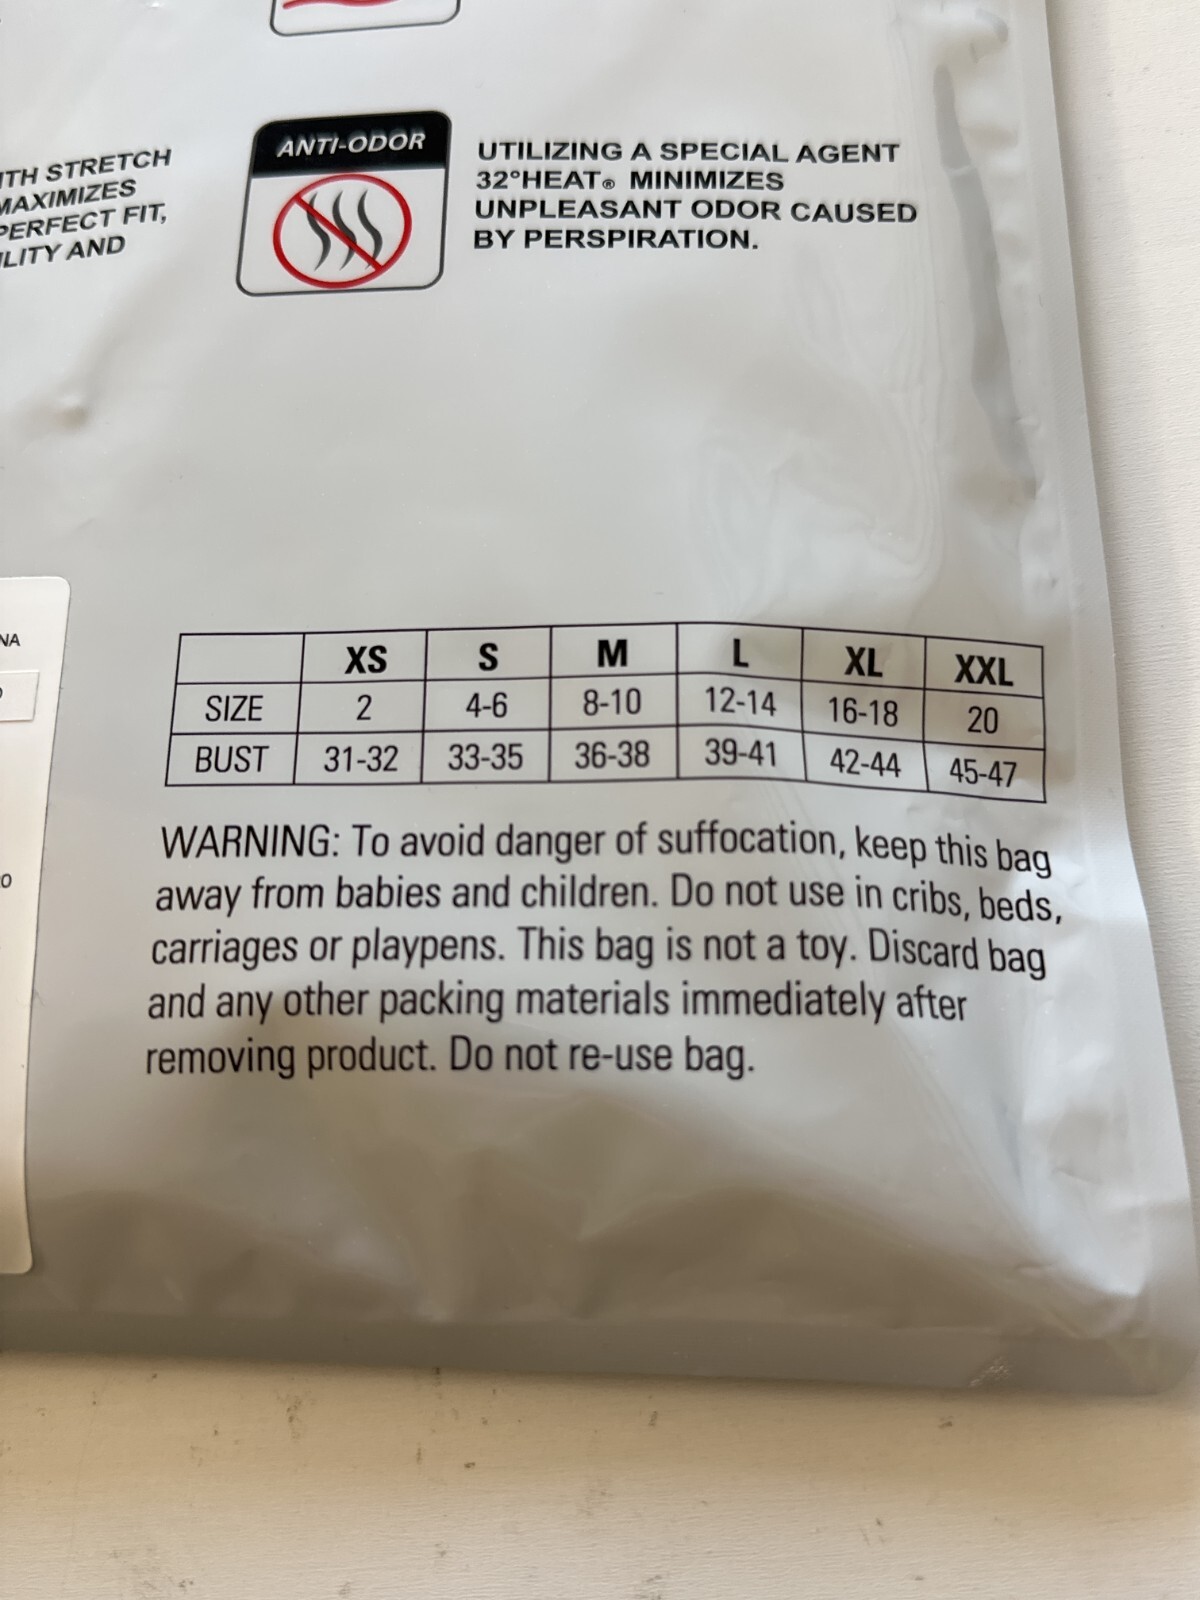 STRETCH
MAXIMIZES
PERFECT FIT,
AND
ANTI-ODOR
UTILIZING A SPECIAL AGENT
32°HEAT® MINIMIZES
UNPLEASANT ODOR CAUSED
BY PERSPIRATION.
XS S M L XL XXL
SIZE 2 4-6 8-10 12-14 16-18 20
BUST 31-32 33-35 36-38 39-41 42-44 45-47
WARNING: To avoid danger of suffocation, keep this bag
away from babies and children. Do not use in cribs, beds,
carriages or playpens. This bag is not a toy. Discard bag
and any other packing materials immediately after
removing product. Do not re-use bag.